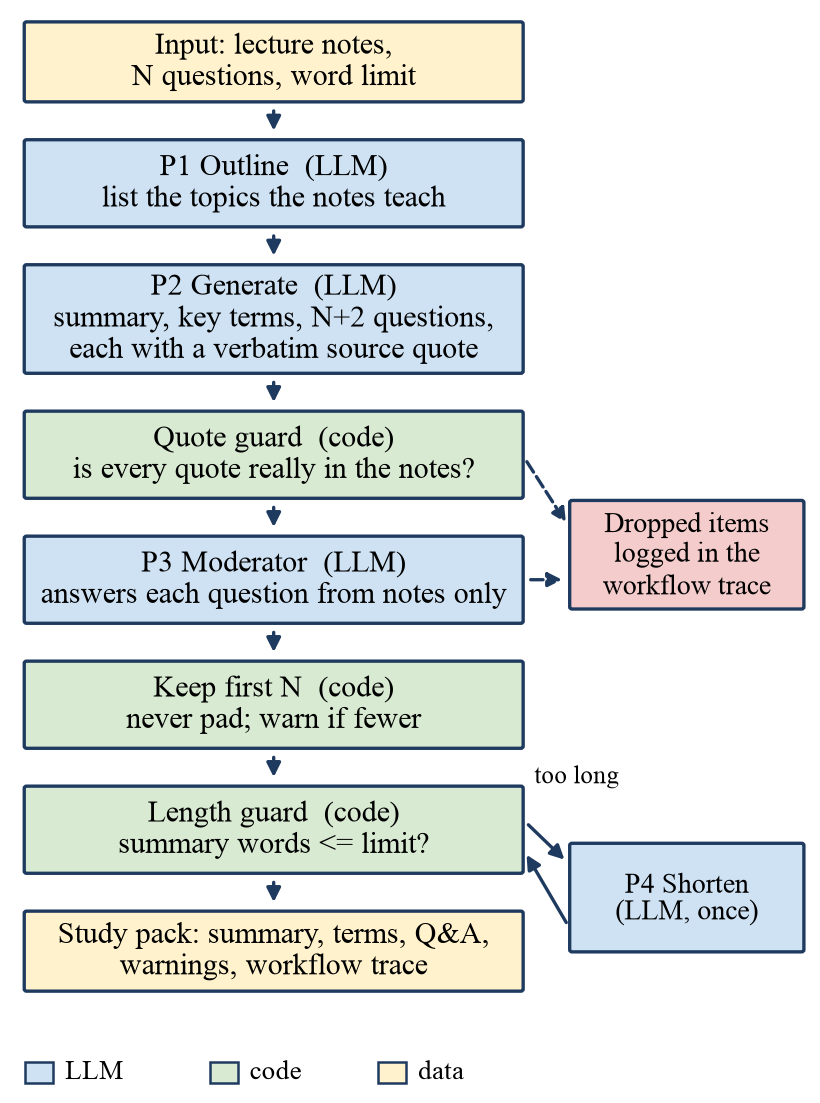 Input: lecture notes,
N questions, word limit
P1 Outline (LLM)
list the topics the notes teach
P2 Generate (LLM)
summary, key terms, N+2 questions,
each with a verbatim source quote
Quote guard (code)
is every quote really in the notes?
Dropped items
logged in the
workflow trace
P3 Moderator (LLM)
answers each question from notes only
Keep first N (code)
never pad; warn if fewer
too long
Length guard (code)
summary words <= limit?
P4 Shorten
(LLM, once)
Study pack: summary, terms, Q&A,
warnings, workflow trace
LLM
code
data